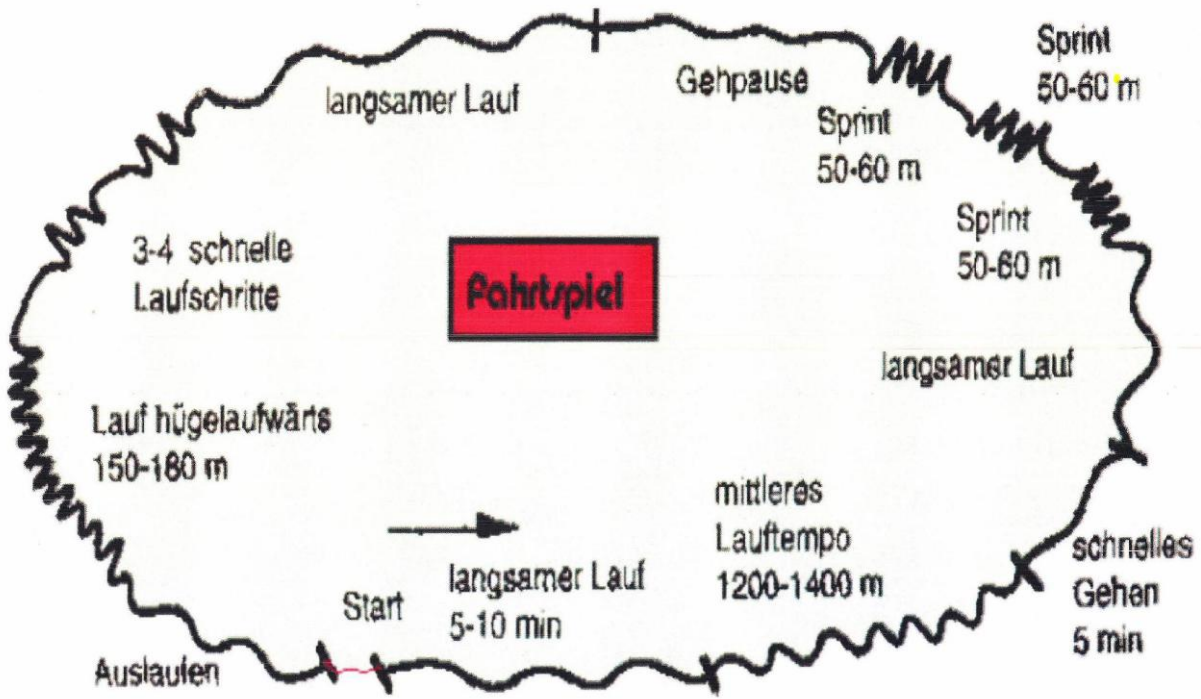 Sprint
50-60 m
Gehpause
langsamer Lauf
Sprint
50-60 m
Sprint
50-60 m
3-4 schnelle
Laufschritte
Fahrtspiel
langsamer Lauf
Lauf hügelaufwärts
150-180 m
mittleres
Lauftempo
1200-1400 m
schnelles
Gehen
5 min
langsamer Lauf
5-10 min
Start
Auslaufen